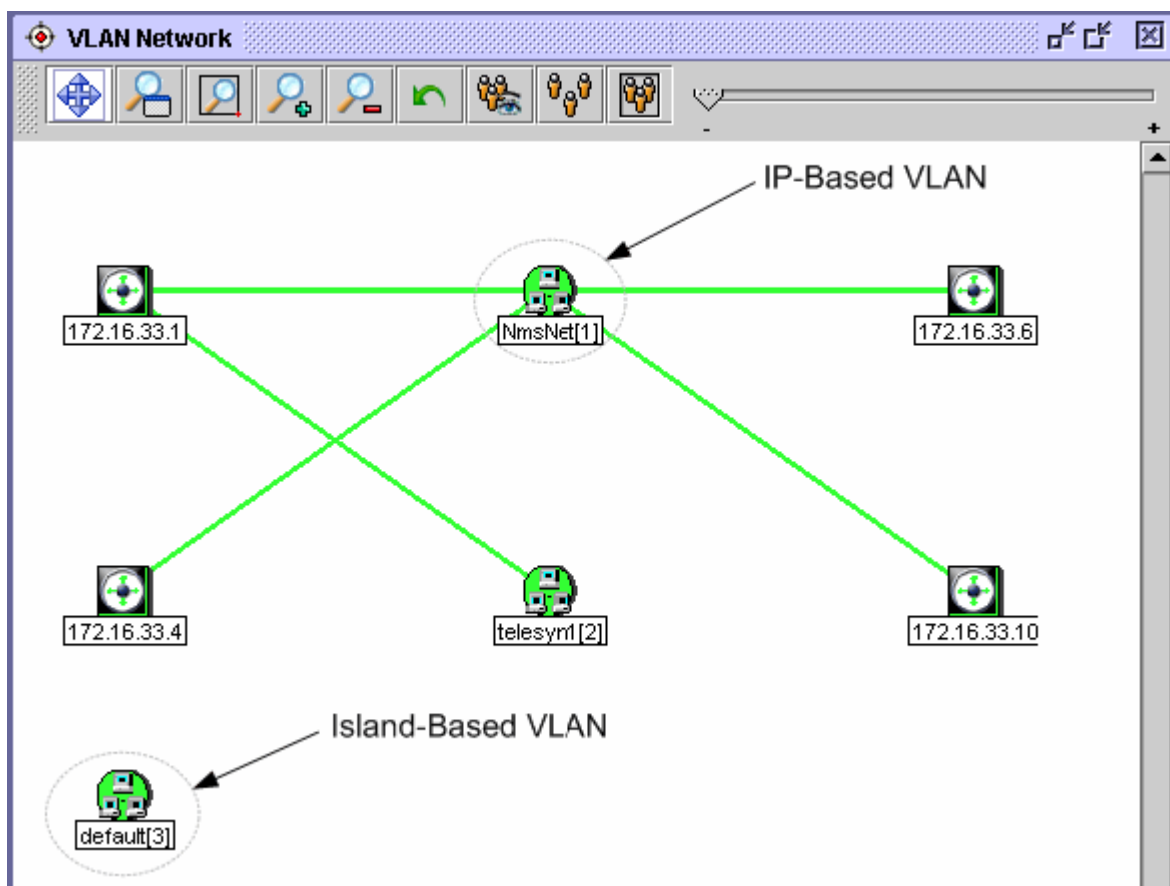 VLAN Network
-
+
IP-Based VLAN
172.16.33.1
NmsNet[1]
172.16.33.6
172.16.33.4
telesyn1[2]
172.16.33.10
Island-Based VLAN
default[3]